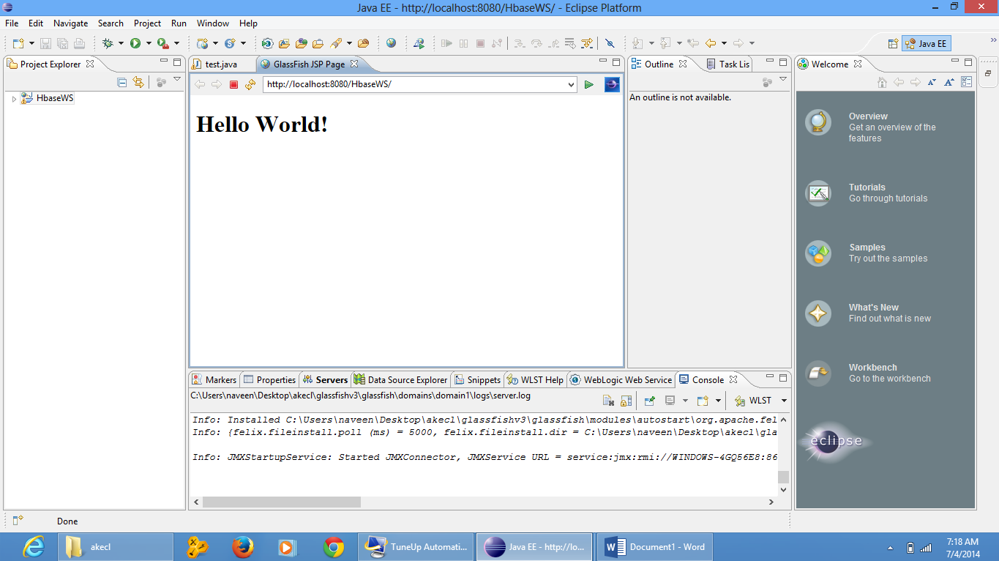 Java EE - http://localhost:8080/HbaseWS/ - Eclipse Platform
File Edit Navigate Search Project Run Window Help
Java EE
Project Explorer
HbaseWS
test.java
GlassFish JSP Page
http://localhost:8080/HbaseWS/
Hello World!
Outline
Task Lis
An outline is not available.
Welcome
Overview
Get an overview of the
features
Tutorials
Go through tutorials
Samples
Try out the samples
What's New
Find out what is new
Workbench
Go to the workbench
eclipse
Markers
Properties
Servers
Data Source Explorer
Snippets
WLST Help
WebLogic Web Service
Console
C:\Users\naveen\Desktop\akecl\glassfishv3\glassfish\domains\domain1\logs\server.log
WLST
Info: Installed C:\Users\naveen\Desktop\akecl\glassfishv3\glassfish\modules\autostart\org.apache.fel
Info: {felix.fileinstall.poll (ms) = 5000, felix.fileinstall.dir = C:\Users\naveen\Desktop\akecl\gla
Info: JMXStartupService: Started JMXConnector, JMXService URL = service:jmx:rmi://WINDOWS-4GQ56E8:86
Done
akecl
TuneUp Automati...
Java EE - http://lo...
Document1 - Word
7:18 AM
7/4/2014